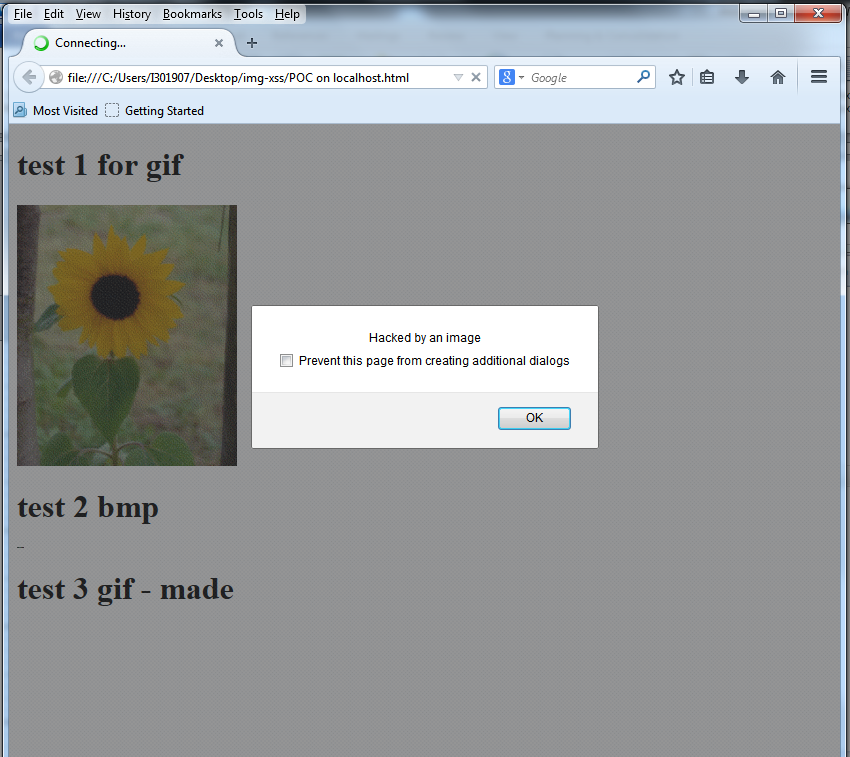 File Edit View History Bookmarks Tools Help
Connecting...
file:///C:/Users/I301907/Desktop/img-xss/POC on localhost.html
Google
Most Visited Getting Started
test 1 for gif
Hacked by an image
Prevent this page from creating additional dialogs
OK
test 2 bmp
--
test 3 gif - made